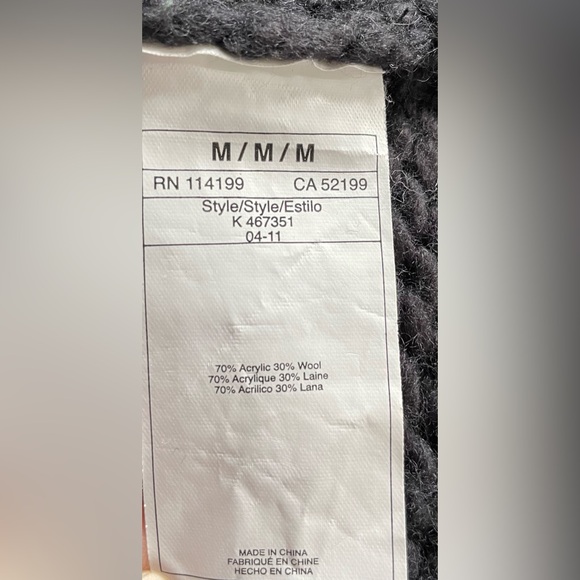 M / M / M
RN 114199 CA 52199
Style/Style/Estilo
K 467351
04-11
70% Acrylic 30% Wool
70% Acrylique 30% Laine
70% Acrilico 30% Lana
MADE IN CHINA
FABRIQUÉ EN CHINE
HECHO EN CHINA